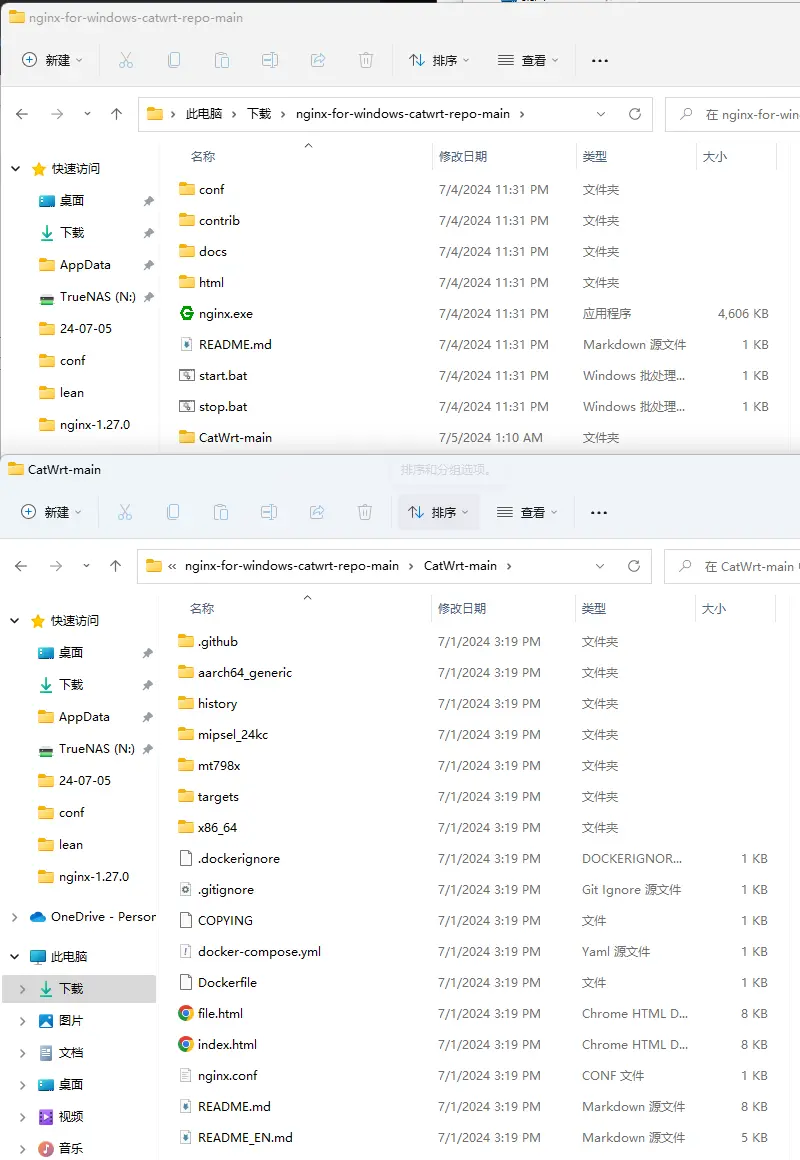 nginx-for-windows-catwrt-repo-main
新建 排序 查看 ···
此电脑 › 下载 › nginx-for-windows-catwrt-repo-main › 在 nginx-for-win
名称 修改日期 类型 大小
快速访问
桌面
下载
AppData
TrueNAS (N:)
24-07-05
conf
lean
nginx-1.27.0
conf 7/4/2024 11:31 PM 文件夹
contrib 7/4/2024 11:31 PM 文件夹
docs 7/4/2024 11:31 PM 文件夹
html 7/4/2024 11:31 PM 文件夹
nginx.exe 7/4/2024 11:31 PM 应用程序 4,606 KB
README.md 7/4/2024 11:31 PM Markdown 源文件 1 KB
start.bat 7/4/2024 11:31 PM Windows 批处理... 1 KB
stop.bat 7/4/2024 11:31 PM Windows 批处理... 1 KB
CatWrt-main 7/5/2024 1:10 AM 文件夹
CatWrt-main
排序和分组选项。
新建 排序 查看 ···
« nginx-for-windows-catwrt-repo-main › CatWrt-main › 在 CatWrt-main
名称 修改日期 类型 大小
快速访问
桌面
下载
AppData
TrueNAS (N:)
24-07-05
conf
lean
nginx-1.27.0
OneDrive - Person
此电脑
下载
图片
文档
桌面
视频
音乐
.github 7/1/2024 3:19 PM 文件夹
aarch64_generic 7/1/2024 3:19 PM 文件夹
history 7/1/2024 3:19 PM 文件夹
mipsel_24kc 7/1/2024 3:19 PM 文件夹
mt798x 7/1/2024 3:19 PM 文件夹
targets 7/1/2024 3:19 PM 文件夹
x86_64 7/1/2024 3:19 PM 文件夹
.dockerignore 7/1/2024 3:19 PM DOCKERIGNOR... 1 KB
.gitignore 7/1/2024 3:19 PM Git Ignore 源文件 1 KB
COPYING 7/1/2024 3:19 PM 文件 1 KB
docker-compose.yml 7/1/2024 3:19 PM Yaml 源文件 1 KB
Dockerfile 7/1/2024 3:19 PM 文件 1 KB
file.html 7/1/2024 3:19 PM Chrome HTML D... 8 KB
index.html 7/1/2024 3:19 PM Chrome HTML D... 8 KB
nginx.conf 7/1/2024 3:19 PM CONF 文件 1 KB
README.md 7/1/2024 3:19 PM Markdown 源文件 8 KB
README_EN.md 7/1/2024 3:19 PM Markdown 源文件 5 KB